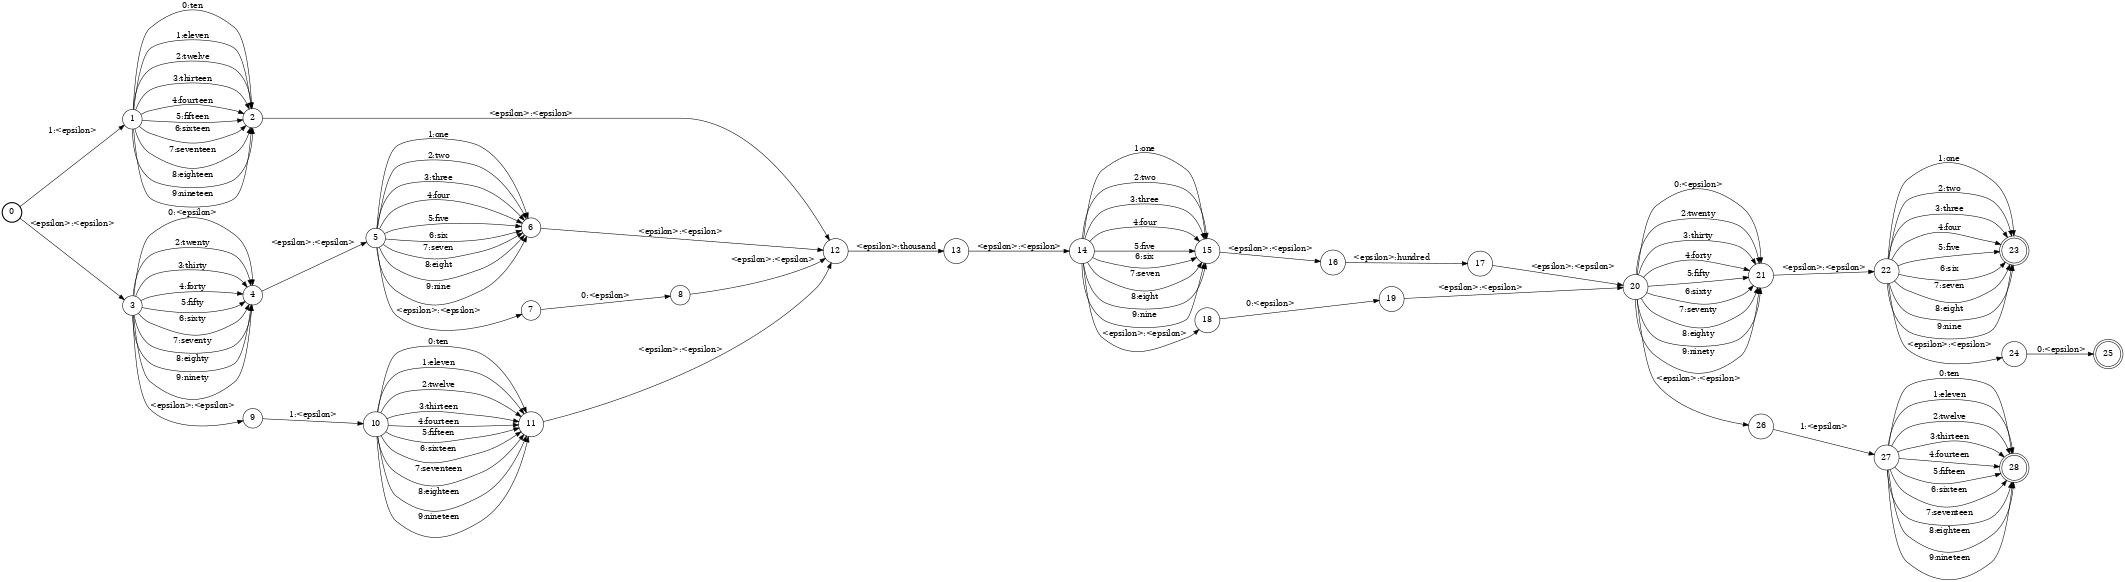 0
1:<epsilon>
<epsilon>:<epsilon>
1
0:ten
1:eleven
2:twelve
3:thirteen
4:fourteen
5:fifteen
6:sixteen
7:seventeen
8:eighteen
9:nineteen
2
<epsilon>:<epsilon>
3
0:<epsilon>
2:twenty
3:thirty
4:forty
5:fifty
6:sixty
7:seventy
8:eighty
9:ninety
<epsilon>:<epsilon>
4
<epsilon>:<epsilon>
5
1:one
2:two
3:three
4:four
5:five
6:six
7:seven
8:eight
9:nine
<epsilon>:<epsilon>
6
<epsilon>:<epsilon>
7
0:<epsilon>
8
<epsilon>:<epsilon>
9
1:<epsilon>
10
0:ten
1:eleven
2:twelve
3:thirteen
4:fourteen
5:fifteen
6:sixteen
7:seventeen
8:eighteen
9:nineteen
11
<epsilon>:<epsilon>
12
<epsilon>:thousand
13
<epsilon>:<epsilon>
14
1:one
2:two
3:three
4:four
5:five
6:six
7:seven
8:eight
9:nine
<epsilon>:<epsilon>
15
<epsilon>:<epsilon>
16
<epsilon>:hundred
17
<epsilon>:<epsilon>
18
0:<epsilon>
19
<epsilon>:<epsilon>
20
0:<epsilon>
2:twenty
3:thirty
4:forty
5:fifty
6:sixty
7:seventy
8:eighty
9:ninety
<epsilon>:<epsilon>
21
<epsilon>:<epsilon>
22
1:one
2:two
3:three
4:four
5:five
6:six
7:seven
8:eight
9:nine
<epsilon>:<epsilon>
23
24
0:<epsilon>
25
26
1:<epsilon>
27
0:ten
1:eleven
2:twelve
3:thirteen
4:fourteen
5:fifteen
6:sixteen
7:seventeen
8:eighteen
9:nineteen
28